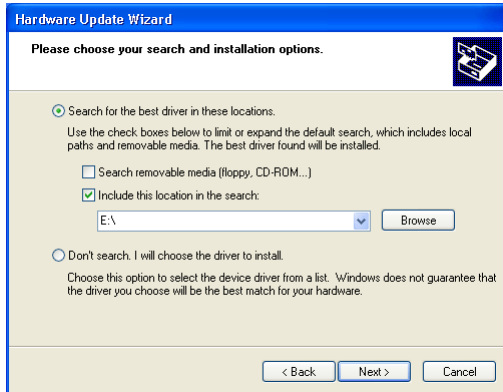 Hardware Update Wizard
Please choose your search and installation options.
Search for the best driver in these locations.
Use the check boxes below to limit or expand the default search, which includes local
paths and removable media. The best driver found will be installed.
Search removable media (floppy, CD-ROM...)
Include this location in the search:
E:\
Browse
Don't search. I will choose the driver to install.
Choose this option to select the device driver from a list. Windows does not guarantee that
the driver you choose will be the best match for your hardware.
< Back
Next >
Cancel